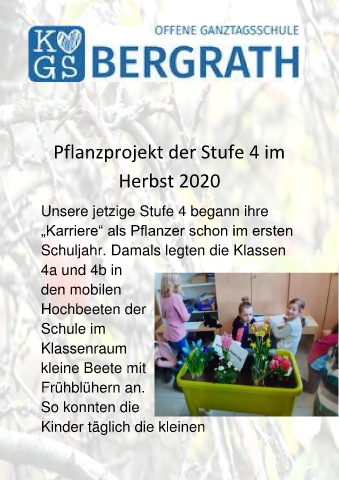 OFFENE GANZTAGSSCHULE
K GS
BERGRATH
Pflanzprojekt der Stufe 4 im
Herbst 2020
Unsere jetzige Stufe 4 begann ihre
„Karriere“ als Pflanzer schon im ersten
Schuljahr. Damals legten die Klassen
4a und 4b in
den mobilen
Hochbeeten der
Schule im
Klassenraum
kleine Beete mit
Frühblühern an.
So konnten die
Kinder täglich die kleinen